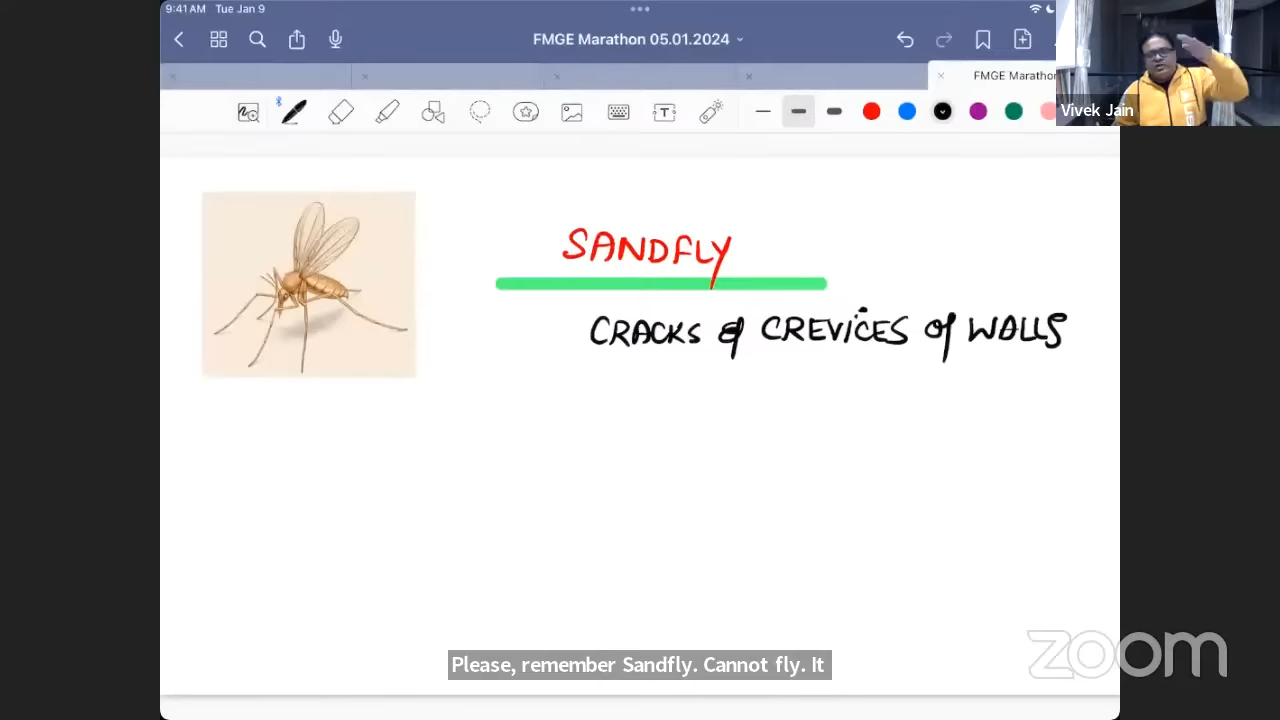 9:41 AM Tue Jan 9
FMGE Marathon 05.01.2024
FMGE Marathon
T
Vivek Jain
SANDFLY
CRACKS & CREVICES of WALLS
Please, remember Sandfly. Cannot fly. It
zoom